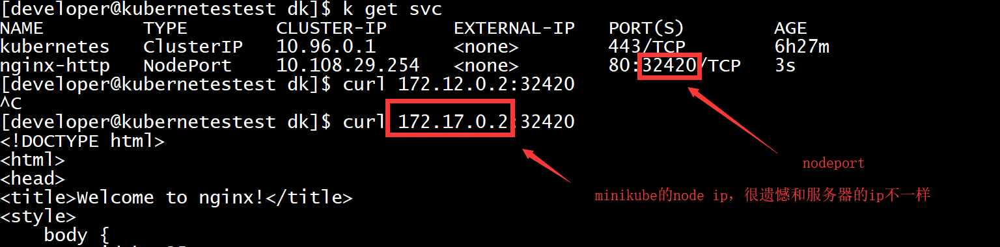 [developer@kubernetestest dk]$ k get svc
NAME TYPE CLUSTER-IP EXTERNAL-IP PORT(S) AGE
kubernetes ClusterIP 10.96.0.1 <none> 443/TCP 6h27m
nginx-http NodePort 10.108.29.254 <none> 80:32420/TCP 3s
[developer@kubernetestest dk]$ curl 172.12.0.2:32420
^C
[developer@kubernetestest dk]$ curl 172.17.0.2:32420
<!DOCTYPE html>
<html>
<head>
nodeport
<title>Welcome to nginx!</title>
minikube的node ip，很遗憾和服务器的ip不一样
<style>
body {